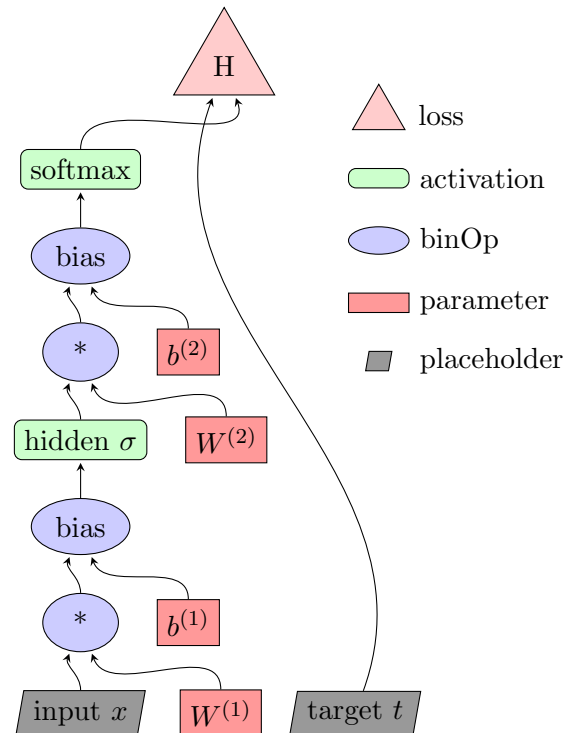 H
loss
softmax
activation
bias
binOp
*
b⁽²⁾
parameter
placeholder
hidden σ
W⁽²⁾
bias
*
b⁽¹⁾
input x
W⁽¹⁾
target t